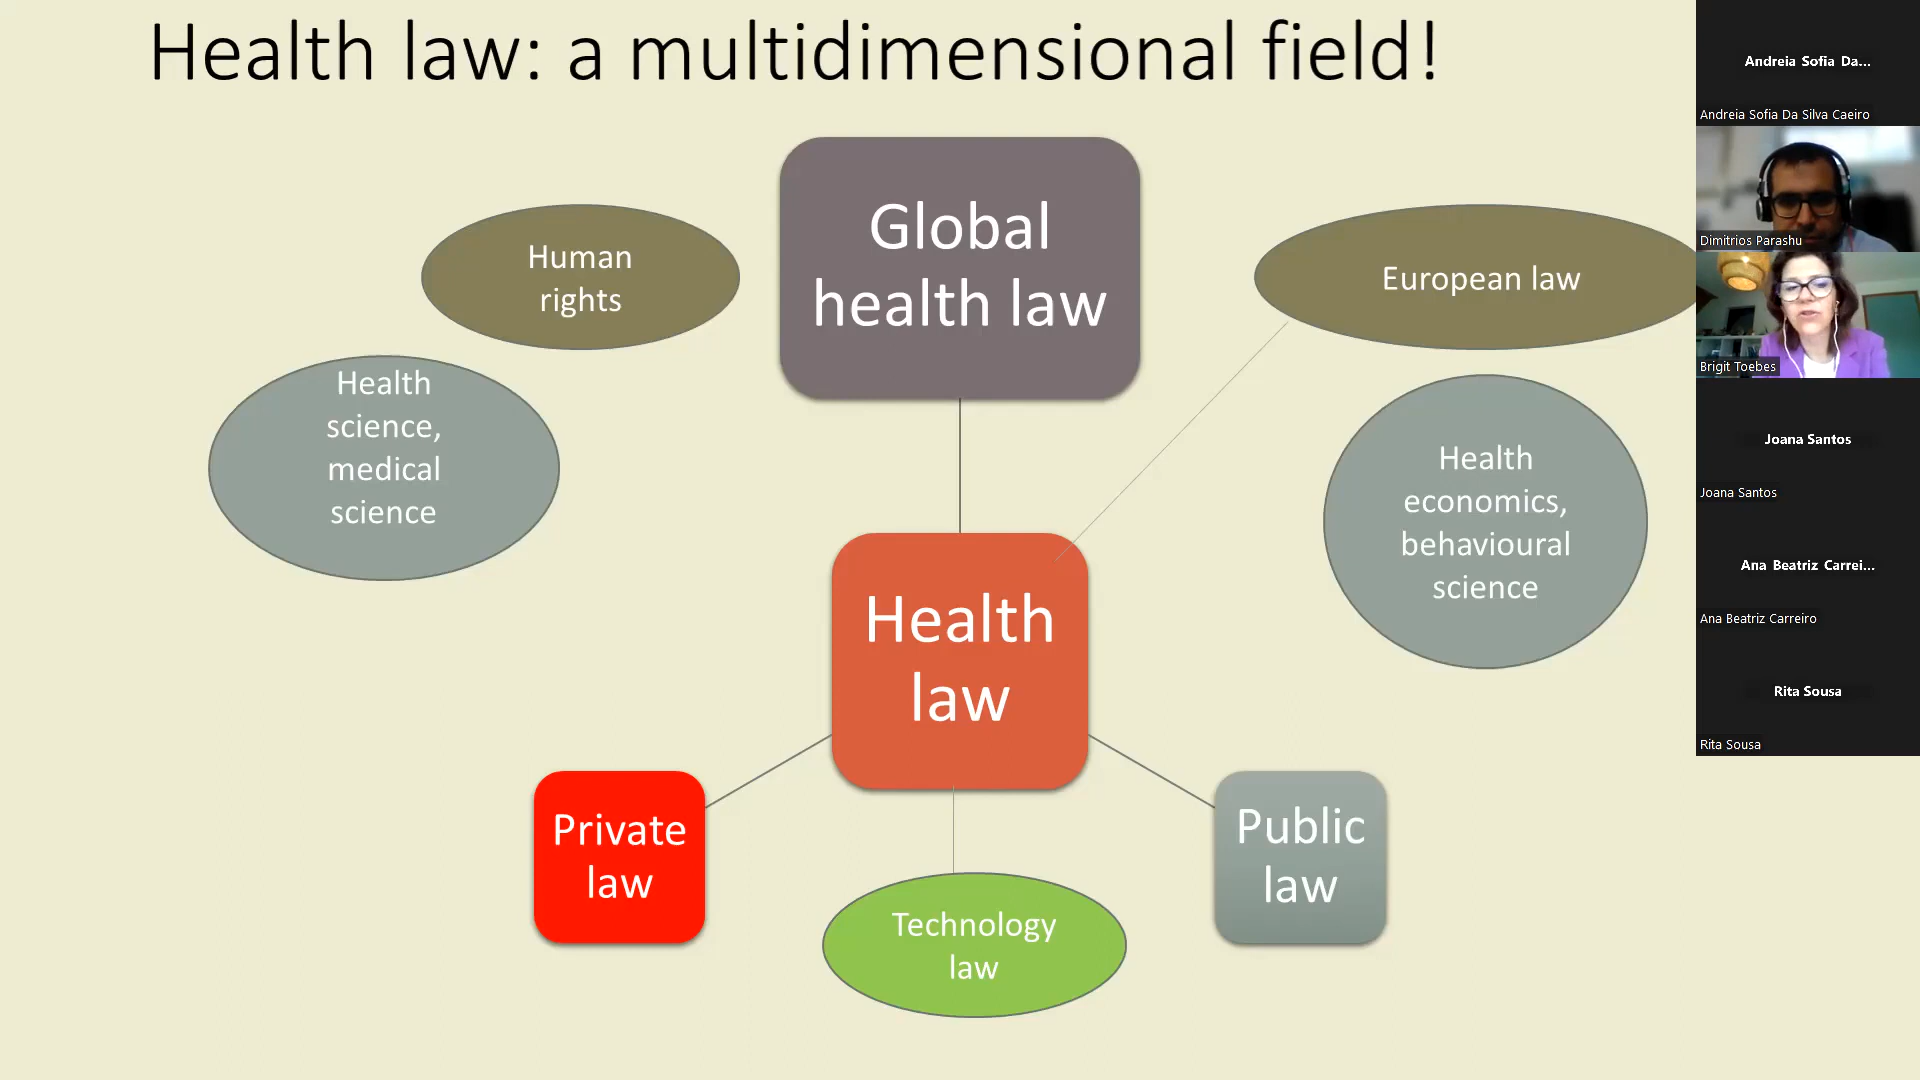 Health law: a multidimensional field!
Global
health law
Human
rights
European law
Health
science,
medical
science
Health
economics,
behavioural
science
Health
law
Private
law
Public
law
Technology
law
Andreia Sofia Da...
Andreia Sofia Da Silva Caeiro
Dimitrios Parashu
Brigit Toebes
Joana Santos
Joana Santos
Ana Beatriz Carrei...
Ana Beatriz Carreiro
Rita Sousa
Rita Sousa